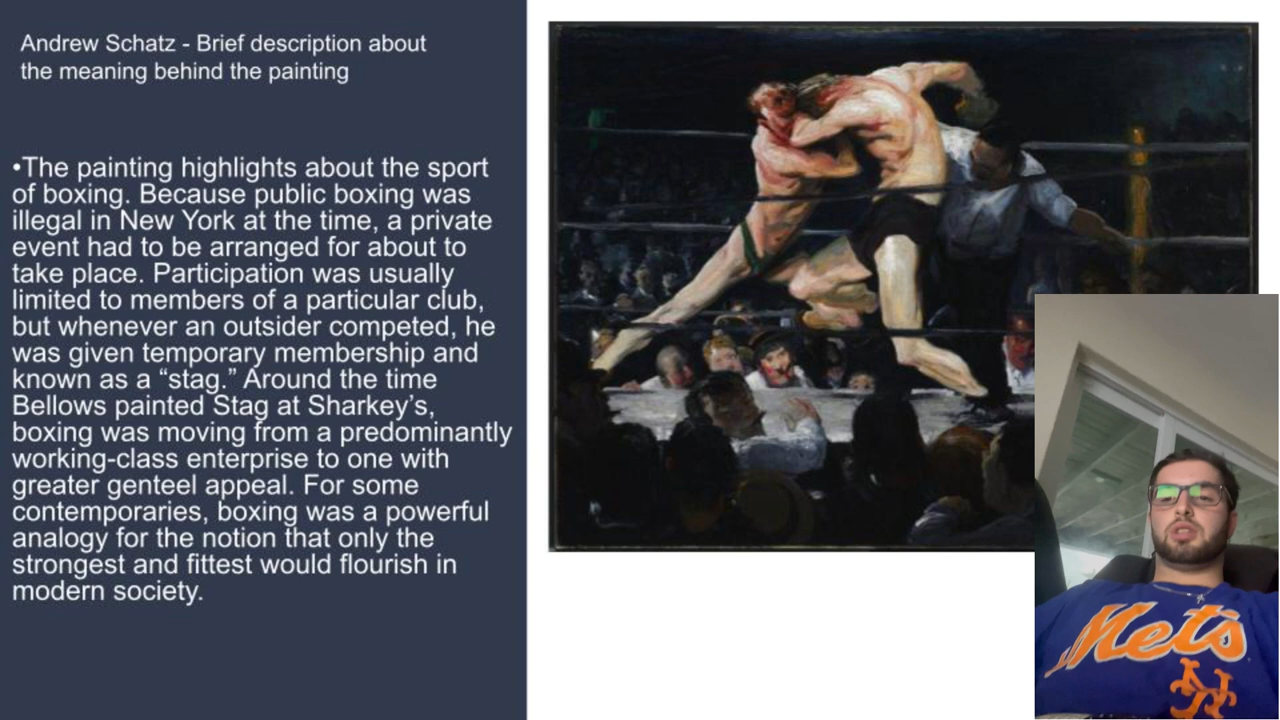 Andrew Schatz - Brief description about
the meaning behind the painting
•The painting highlights about the sport
of boxing. Because public boxing was
illegal in New York at the time, a private
event had to be arranged for about to
take place. Participation was usually
limited to members of a particular club,
but whenever an outsider competed, he
was given temporary membership and
known as a “stag.” Around the time
Bellows painted Stag at Sharkey’s,
boxing was moving from a predominantly
working-class enterprise to one with
greater genteel appeal. For some
contemporaries, boxing was a powerful
analogy for the notion that only the
strongest and fittest would flourish in
modern society.
Mets
NY